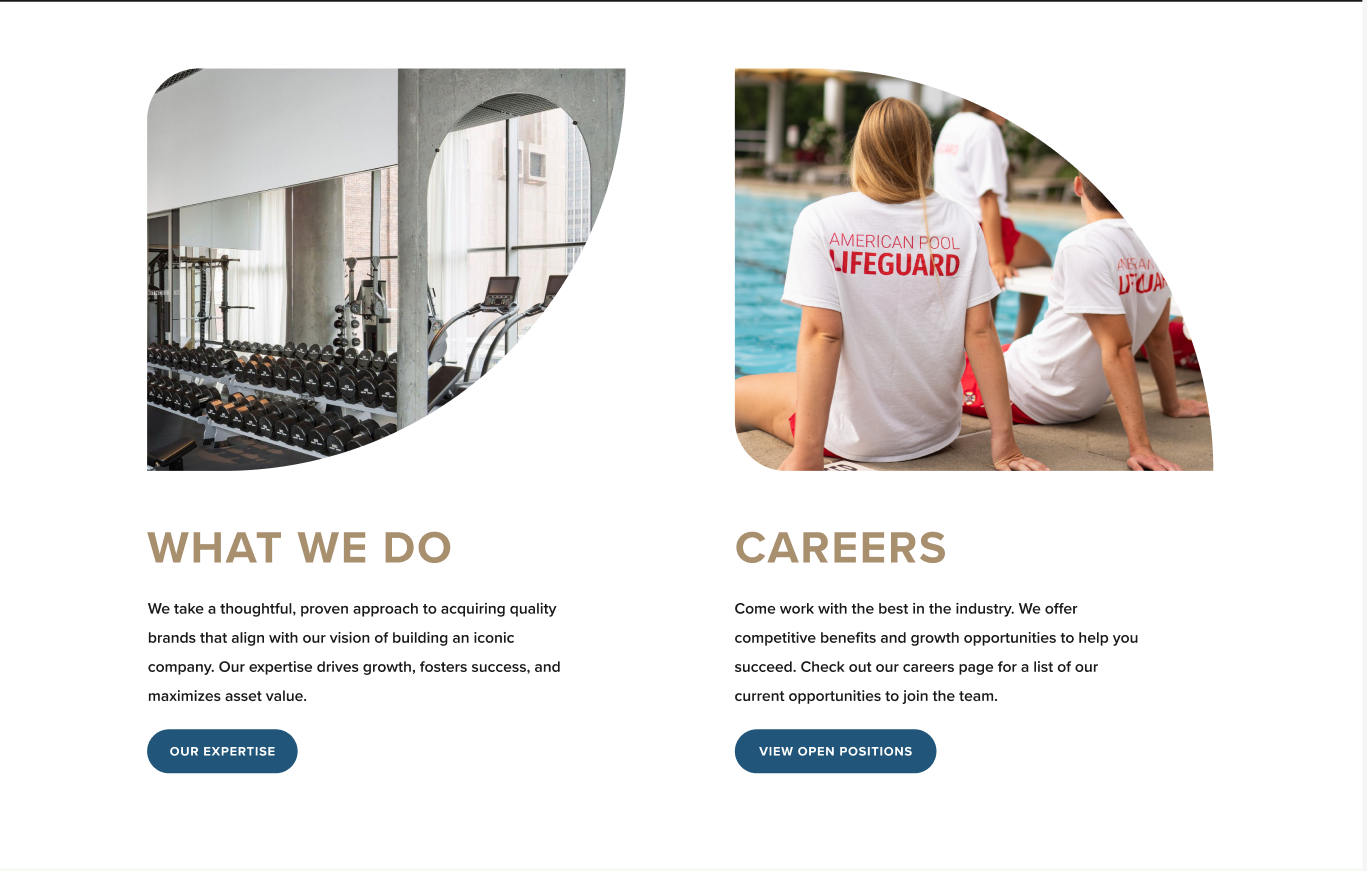 AMERICAN POOL
LIFEGUARD
WHAT WE DO
We take a thoughtful, proven approach to acquiring quality
brands that align with our vision of building an iconic
company. Our expertise drives growth, fosters success, and
maximizes asset value.
OUR EXPERTISE
CAREERS
Come work with the best in the industry. We offer
competitive benefits and growth opportunities to help you
succeed. Check out our careers page for a list of our
current opportunities to join the team.
VIEW OPEN POSITIONS